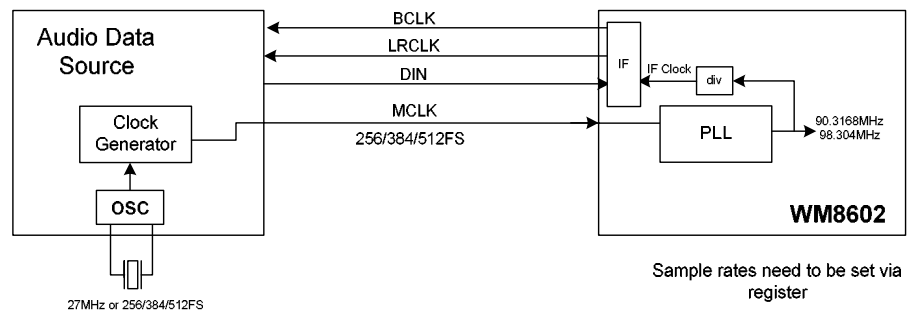 Audio Data
Source
Clock
Generator
OSC
27MHz or 256/384/512FS
BCLK
LRCLK
DIN
MCLK
256/384/512FS
IF
IF Clock
div
PLL
90.3168MHz
98.304MHz
WM8602
Sample rates need to be set via
register